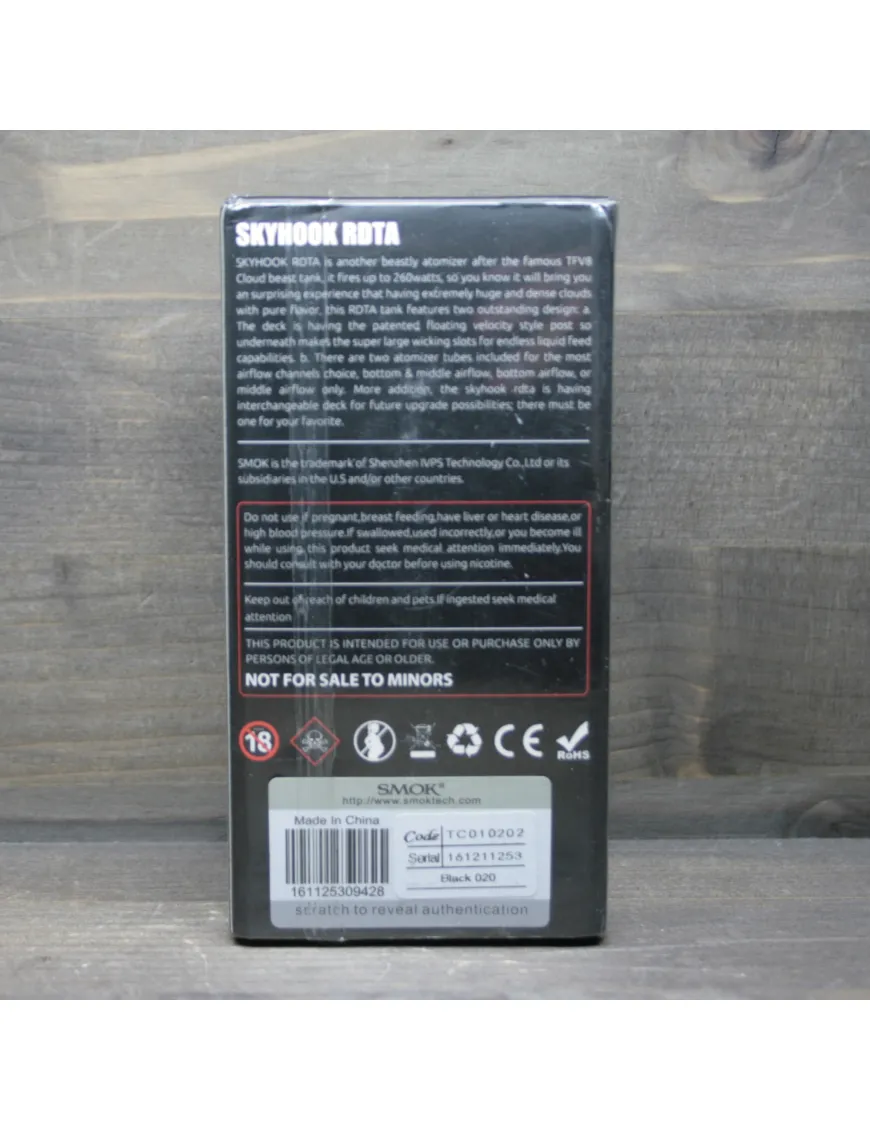 SKYHOOK RDTA
SKYHOOK RDTA is another beastly atomizer after the famous TFV8
Cloud beast tank, it fires up to 260watts, so you know it will bring you
an surprising experience that having extremely huge and dense clouds
with pure flavor, this RDTA tank features two outstanding design: a.
The deck is having the patented floating velocity style post so
underneath makes the super large wicking slots for endless liquid feed
capabilities. b. There are two atomizer tubes included for the most
airflow channels choice, bottom & middle airflow, bottom airflow, or
middle airflow only. More addition, the skyhook rdta is having
interchangeable deck for future upgrade possibilities; there must be
one for your favorite.
SMOK is the trademark of Shenzhen IVPS Technology Co.,Ltd or its
subsidiaries in the U.S and/or other countries.
Do not use if pregnant,breast feeding,have liver or heart disease,or
high blood pressure.If swallowed,used incorrectly,or you become ill
while using this product seek medical attention immediately.You
should consult with your doctor before using nicotine.
Keep out of reach of children and pets.If ingested seek medical
attention
THIS PRODUCT IS INTENDED FOR USE OR PURCHASE ONLY BY
PERSONS OF LEGAL AGE OR OLDER.
NOT FOR SALE TO MINORS
18 CE RoHS
SMOK®
http://www.smoktech.com
Made In China
Code TC010202
Serial 161211253
Black 020
161125309428
scratch to reveal authentication